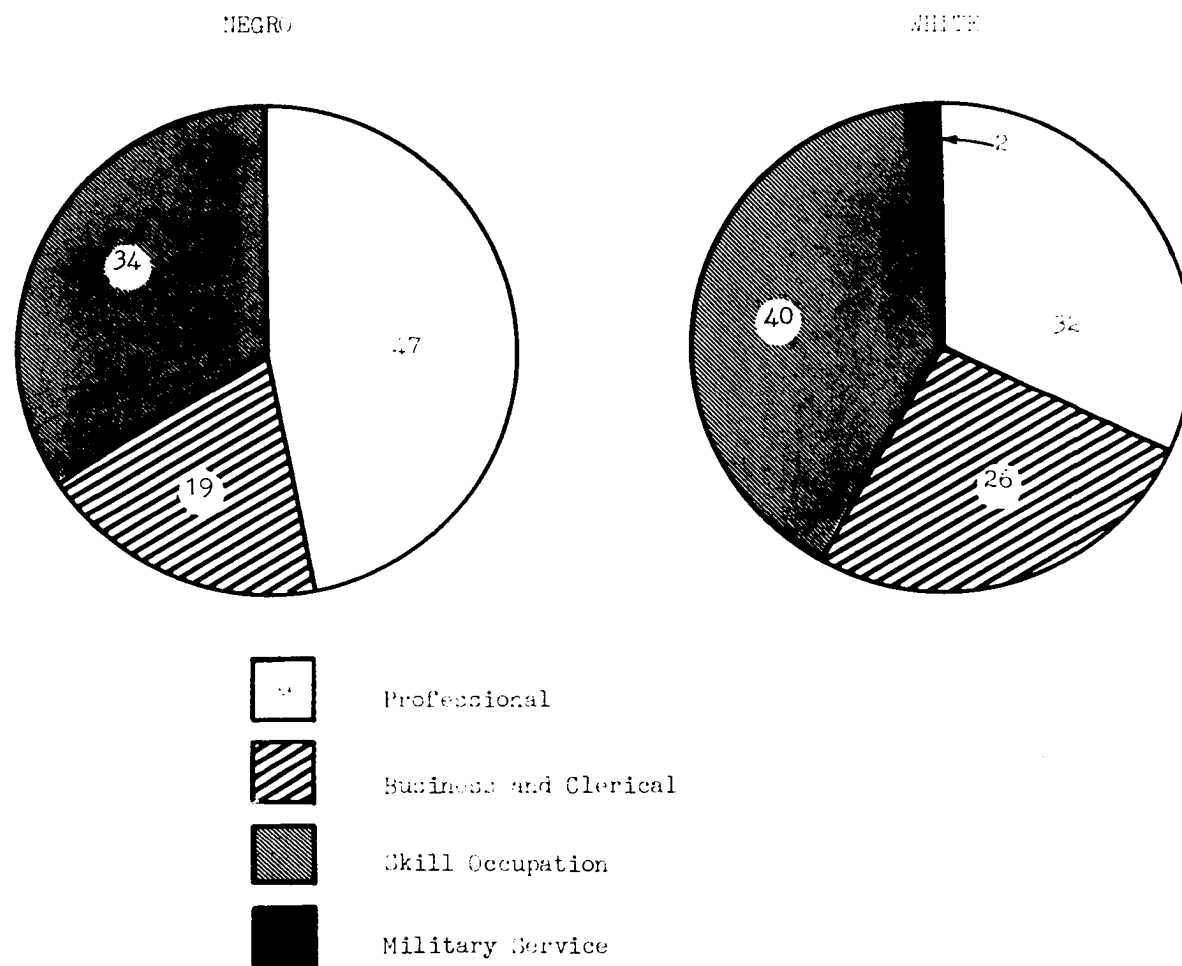 NEGRO
WHITE
2
34
47
40
32
19
26
Professional
Business and Clerical
Skill Occupation
Military Service